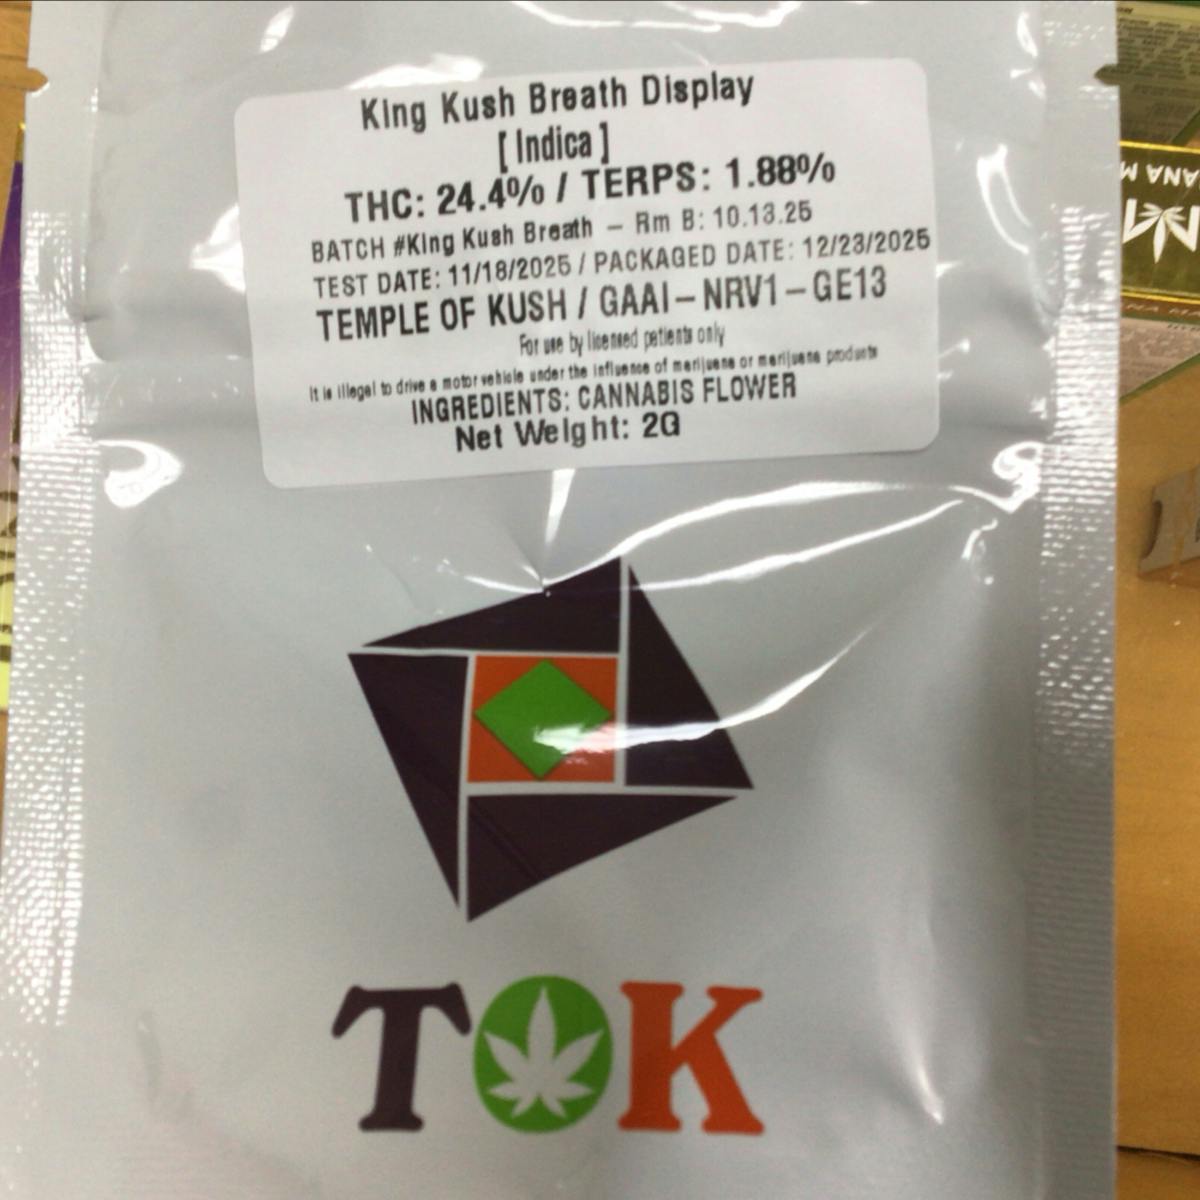 King Kush Breath Display
[ Indica ]
THC: 24.4% / TERPS: 1.88%
BATCH #King Kush Breath – Rm B: 10.13.25
TEST DATE: 11/18/2025 / PACKAGED DATE: 12/23/2025
TEMPLE OF KUSH / GAAI–NRV1–GE13
For use by licensed patients only
It is illegal to drive a motor vehicle under the influence of marijuana or marijuana products
INGREDIENTS: CANNABIS FLOWER
Net Weight: 2G
TOK
ANA M